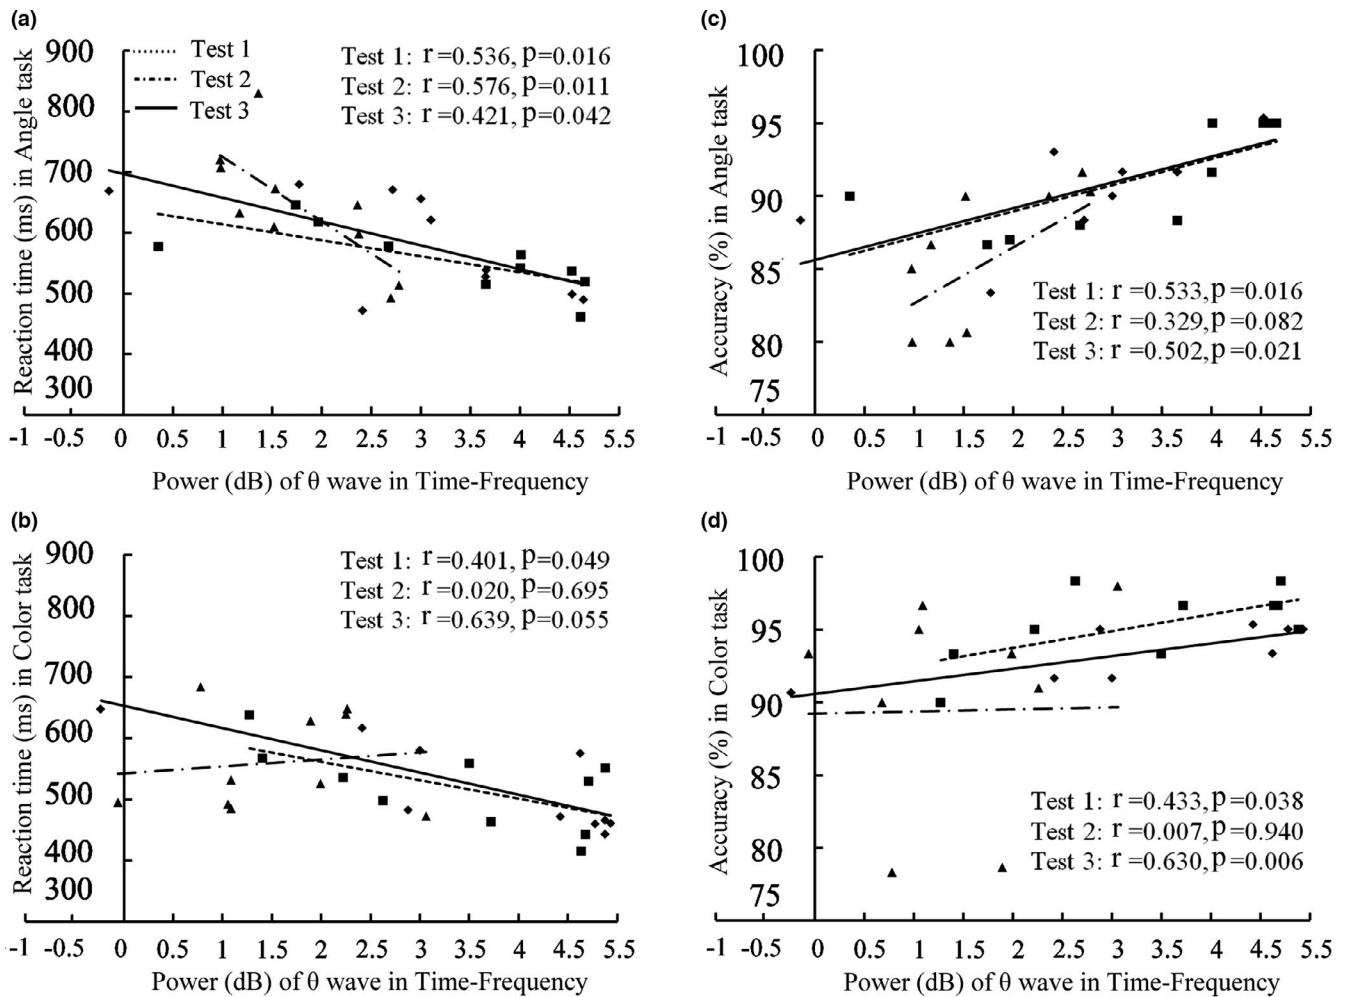 (a)
Reaction time (ms) in Angle task
900
800
700
600
500
400
300
Test 1
Test 2
Test 3
Test 1: r=0.536, p=0.016
Test 2: r=0.576, p=0.011
Test 3: r=0.421, p=0.042
-1 -0.5 0 0.5 1 1.5 2 2.5 3 3.5 4 4.5 5.5
Power (dB) of θ wave in Time-Frequency
(c)
Accuracy (%) in Angle task
100
95
90
85
80
75
Test 1: r=0.533, p=0.016
Test 2: r=0.329, p=0.082
Test 3: r=0.502, p=0.021
-1 -0.5 0 0.5 1 1.5 2 2.5 3 3.5 4 4.5 5.5
Power (dB) of θ wave in Time-Frequency
(b)
Reaction time (ms) in Color task
900
800
700
600
500
400
300
Test 1: r=0.401, p=0.049
Test 2: r=0.020, p=0.695
Test 3: r=0.639, p=0.055
-1 -0.5 0 0.5 1 1.5 2 2.5 3 3.5 4 4.5 5.5
Power (dB) of θ wave in Time-Frequency
(d)
Accuracy (%) in Color task
100
95
90
85
80
75
Test 1: r=0.433, p=0.038
Test 2: r=0.007, p=0.940
Test 3: r=0.630, p=0.006
-1 -0.5 0 0.5 1 1.5 2 2.5 3 3.5 4 4.5 5.5
Power (dB) of θ wave in Time-Frequency